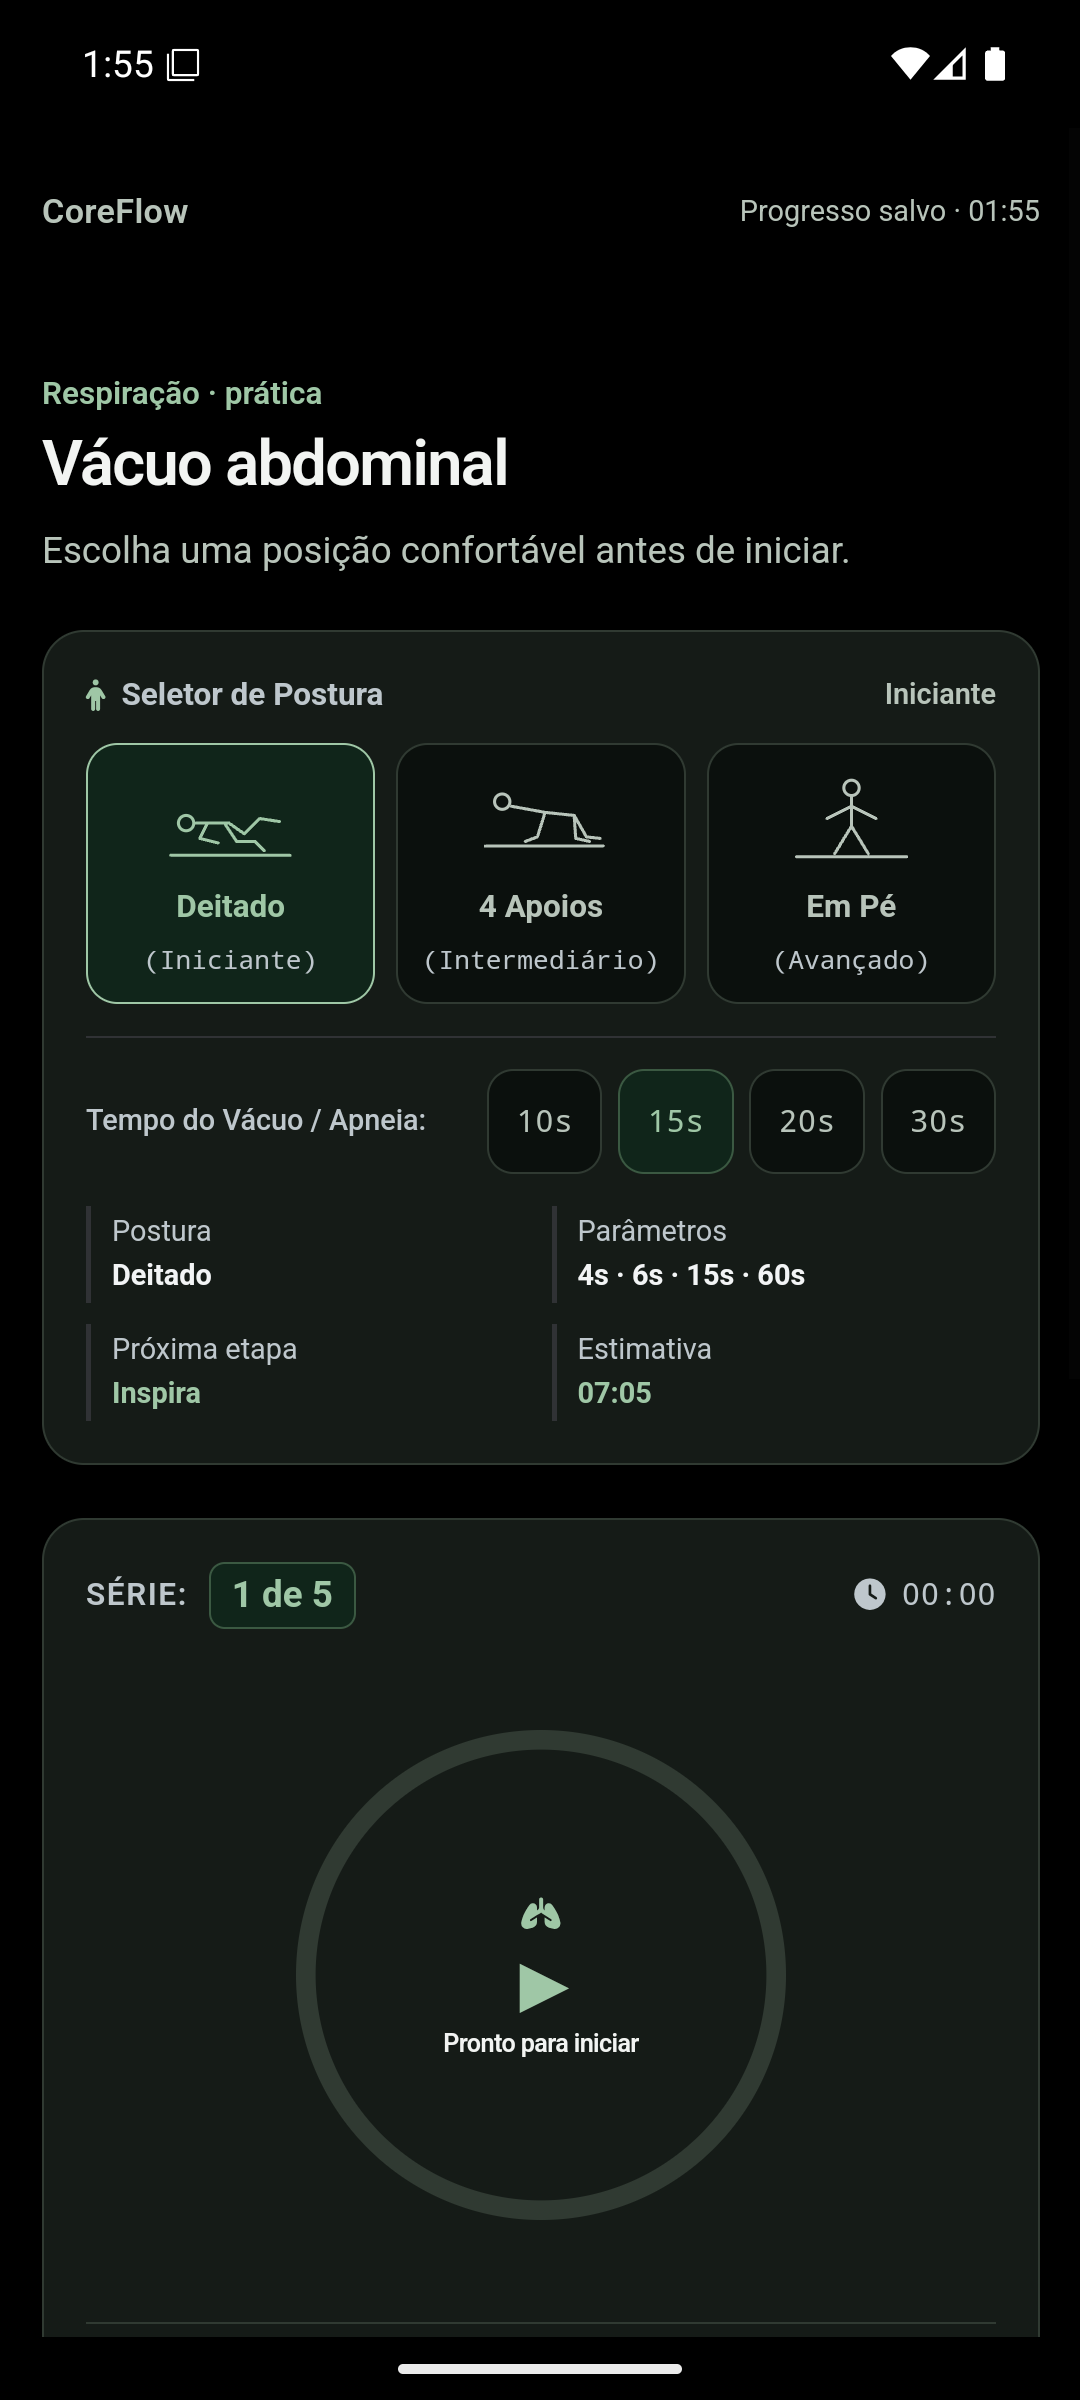 1:55
CoreFlow
Progresso salvo · 01:55
Respiração · prática
Vácuo abdominal
Escolha uma posição confortável antes de iniciar.
Seletor de Postura
Iniciante
Deitado
(Iniciante)
4 Apoios
(Intermediário)
Em Pé
(Avançado)
Tempo do Vácuo / Apneia:
10s
15s
20s
30s
Postura
Deitado
Parâmetros
4s · 6s · 15s · 60s
Próxima etapa
Inspira
Estimativa
07:05
SÉRIE:
1 de 5
00:00
Pronto para iniciar